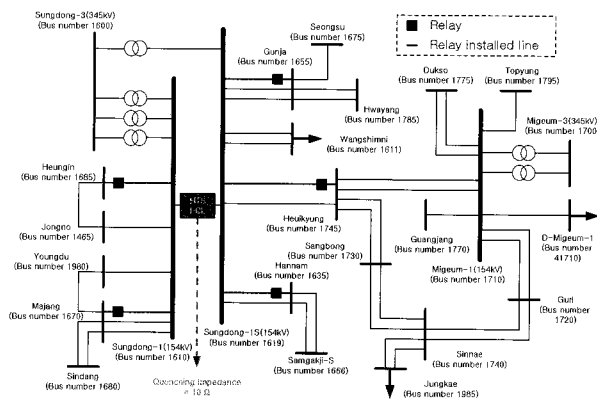 Sungdong-3(345kV)
(Bus number 1600)
Seongsu
(Bus number 1675)
Gunja
(Bus number 1655)
Relay
Relay installed line
Dukso
(Bus number 1775)
Topyung
(Bus number 1795)
Hwayang
(Bus number 1785)
Migeum-3(345kV)
(Bus number 1700
Wangshimni
(Bus number 1611)
Heungin
(Bus number 1665)
Jongno
(Bus number 1465)
Heuikyung
(Bus number 1745)
Youngdu
(Bus number 1980)
Sangbong
(Bus number 1730)
Guangjang
(Bus number 1770)
D-Migeum-1
(Bus number
41710)
Hannam
(Bus number 1635)
Migeum-1(154kV)
(Bus number 1710)
Majang
(Bus number 1670)
Guri
(Bus number
1720)
Sungdong-1(154kV)
(Bus number 1610)
Sungdong-1S(154kV)
(Bus number 1619)
Sindang
(Bus number 1680)
Samgakji-S
(Bus number 1686)
Sinnae
(Bus number 1740)
Quenching Impedance
10 Ω
Jungkae
(Bus number 1985)